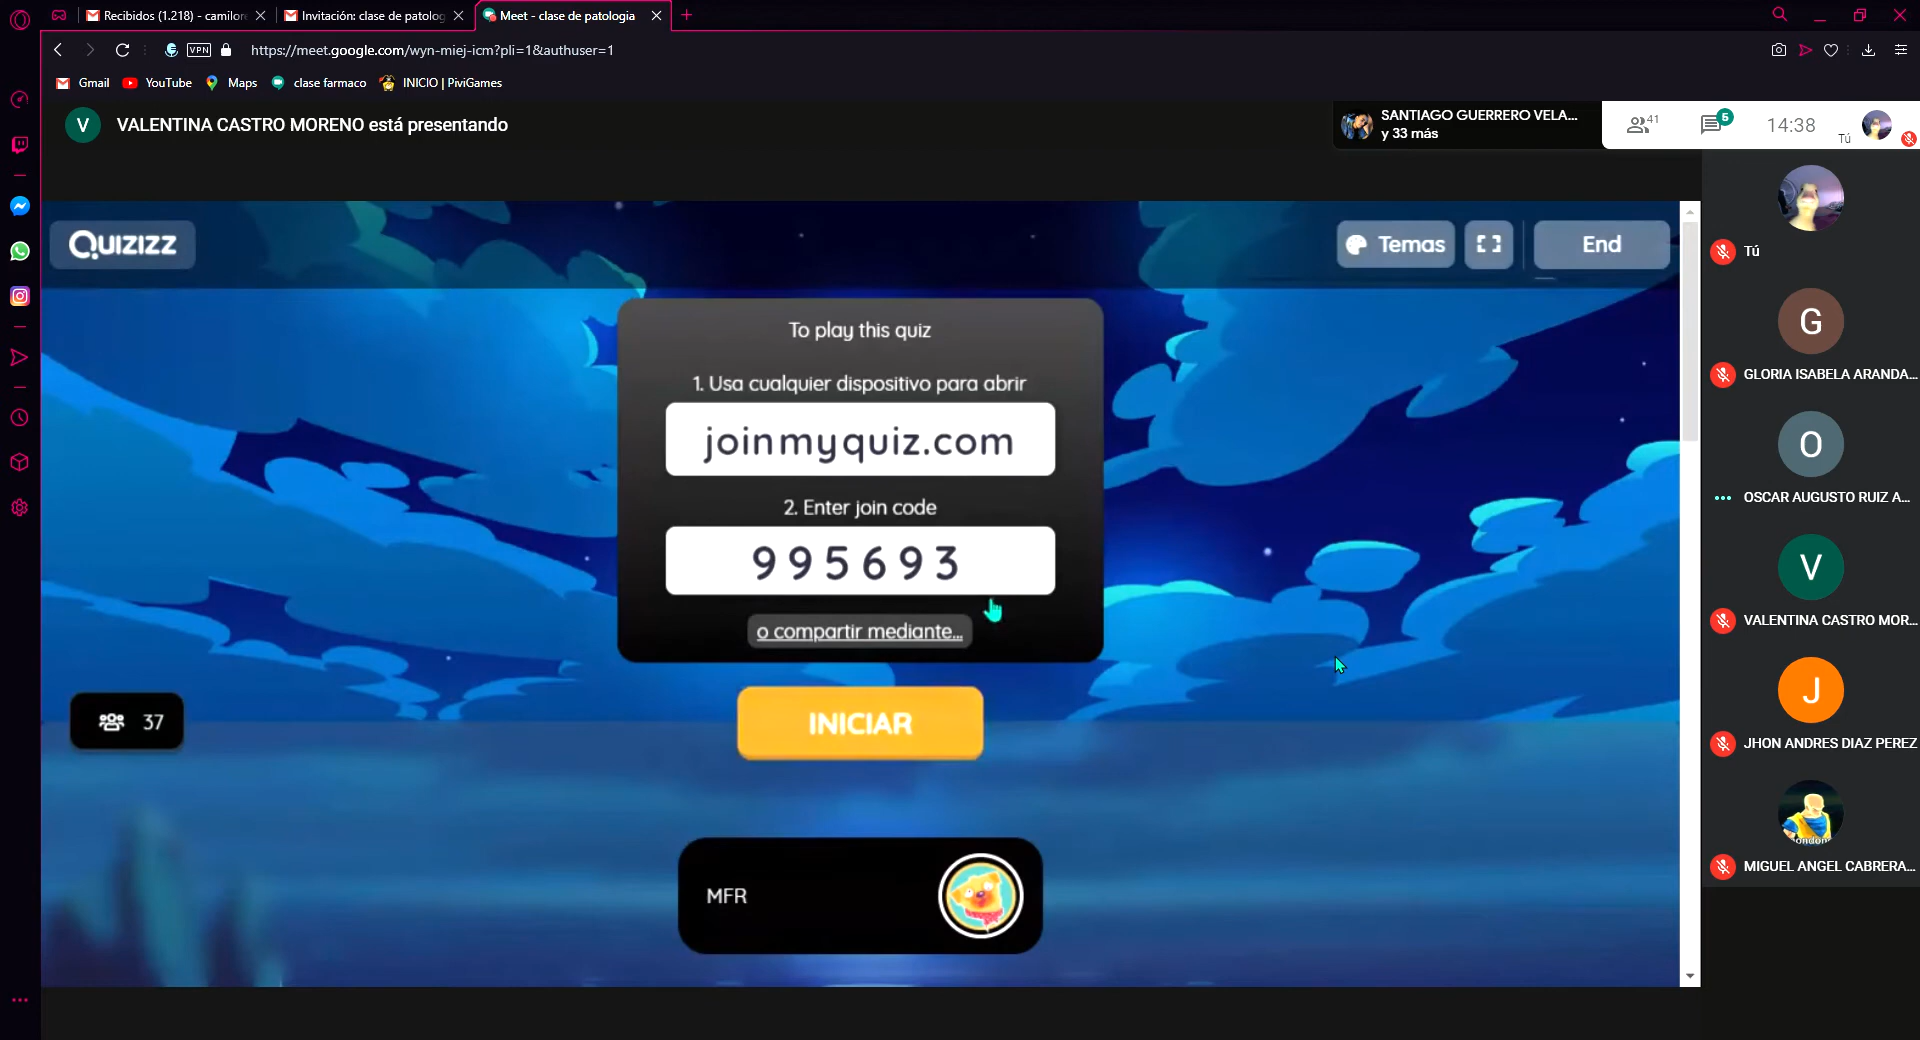 Recibidos (1.218) - camilore
Invitación: clase de patolog
Meet - clase de patologia
VPN
https://meet.google.com/wyn-miej-icm?pli=1&authuser=1
Gmail
YouTube
Maps
clase farmaco
INICIO | PiviGames
V
VALENTINA CASTRO MORENO está presentando
SANTIAGO GUERRERO VELA...
y 33 más
41
5
14:38
Tú
Quizizz
Temas
End
To play this quiz
1. Usa cualquier dispositivo para abrir
joinmyquiz.com
2. Enter join code
995693
o compartir mediante...
37
INICIAR
MFR
Tú
G
GLORIA ISABELA ARANDA...
O
OSCAR AUGUSTO RUIZ A...
V
VALENTINA CASTRO MOR...
J
JHON ANDRES DIAZ PEREZ
MIGUEL ANGEL CABRERA...